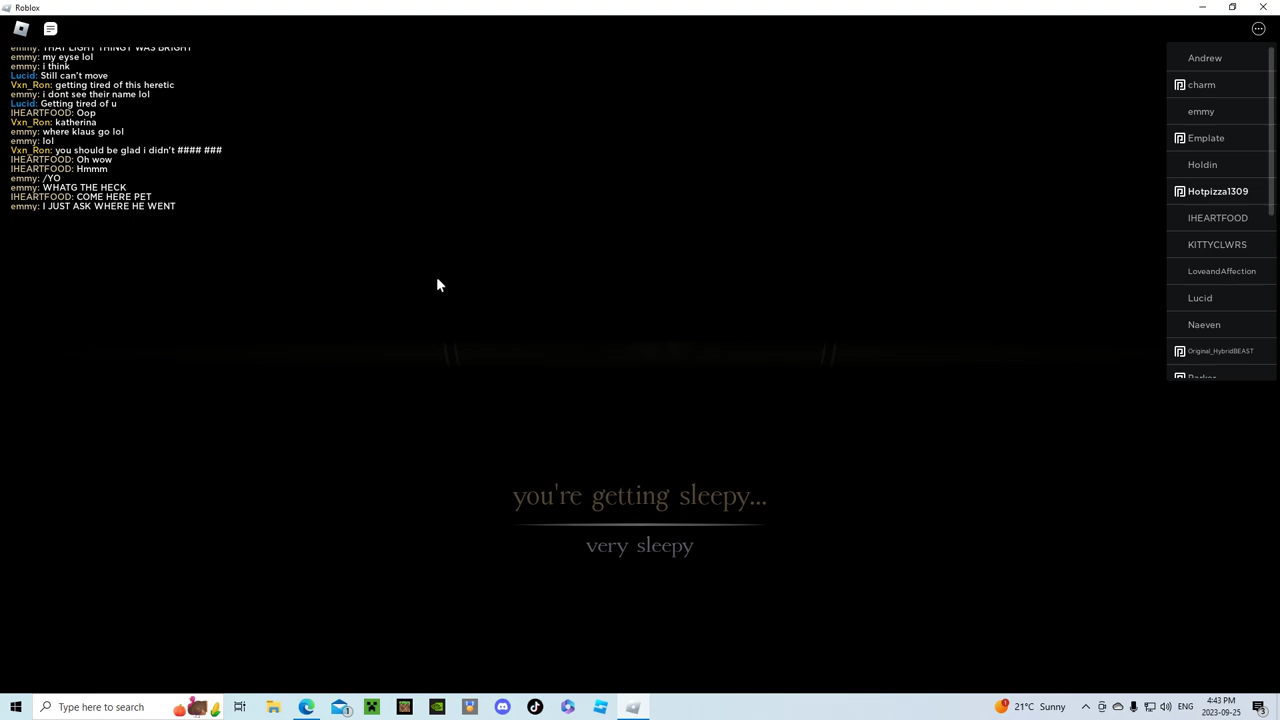 Roblox
emmy: THAT LIGHT THINGY WAS BRIGHT
emmy: my eyse lol
emmy: i think
Lucid: Still can't move
Vxn_Ron: getting tired of this heretic
emmy: i dont see their name lol
Lucid: Getting tired of u
IHEARTFOOD: Oop
Vxn_Ron: katherina
emmy: where klaus go lol
emmy: lol
Vxn_Ron: you should be glad i didn't #### ###
IHEARTFOOD: Oh wow
IHEARTFOOD: Hmmm
emmy: /YO
emmy: WHATG THE HECK
IHEARTFOOD: COME HERE PET
emmy: I JUST ASK WHERE HE WENT
Andrew
charm
emmy
Emplate
Holdin
Hotpizza1309
IHEARTFOOD
KITTYCLWRS
LoveandAffection
Lucid
Naeven
Original_HybridBEAST
Parker
you're getting sleepy...
very sleepy
Type here to search
1
21°C Sunny
ENG
4:43 PM
2023-09-25